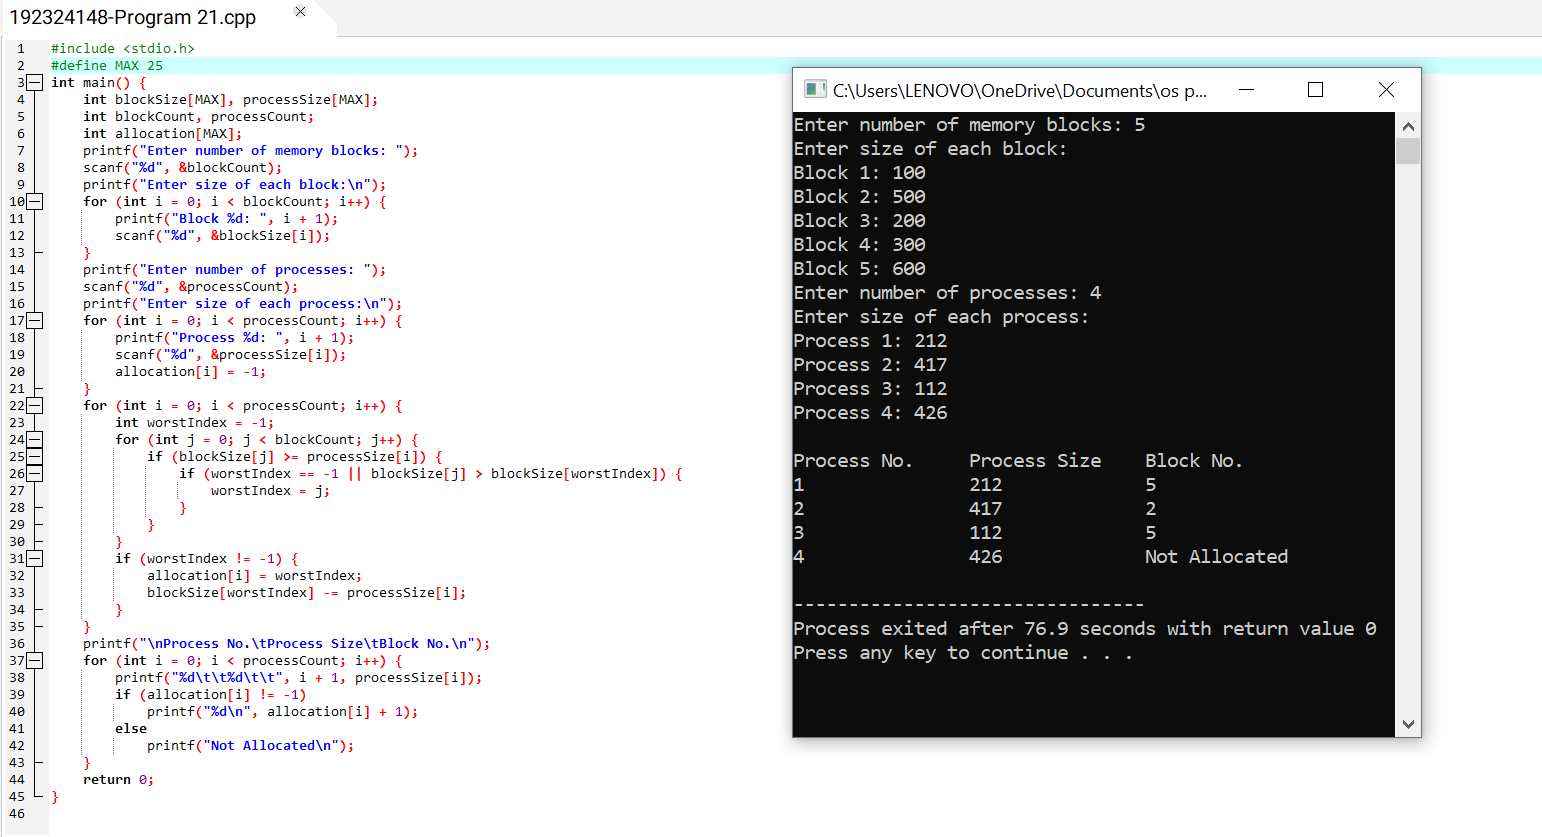 192324148-Program 21.cpp
1 #include <stdio.h>
2 #define MAX 25
3 int main() {
4 int blockSize[MAX], processSize[MAX];
5 int blockCount, processCount;
6 int allocation[MAX];
7 printf("Enter number of memory blocks: ");
8 scanf("%d", &blockCount);
9 printf("Enter size of each block:\n");
10 for (int i = 0; i < blockCount; i++) {
11 printf("Block %d: ", i + 1);
12 scanf("%d", &blockSize[i]);
13 }
14 printf("Enter number of processes: ");
15 scanf("%d", &processCount);
16 printf("Enter size of each process:\n");
17 for (int i = 0; i < processCount; i++) {
18 printf("Process %d: ", i + 1);
19 scanf("%d", &processSize[i]);
20 allocation[i] = -1;
21 }
22 for (int i = 0; i < processCount; i++) {
23 int worstIndex = -1;
24 for (int j = 0; j < blockCount; j++) {
25 if (blockSize[j] >= processSize[i]) {
26 if (worstIndex == -1 || blockSize[j] > blockSize[worstIndex]) {
27 worstIndex = j;
28 }
29 }
30 }
31 if (worstIndex != -1) {
32 allocation[i] = worstIndex;
33 blockSize[worstIndex] -= processSize[i];
34 }
35 }
36 printf("\nProcess No.\tProcess Size\tBlock No.\n");
37 for (int i = 0; i < processCount; i++) {
38 printf("%d\t\t%d\t\t", i + 1, processSize[i]);
39 if (allocation[i] != -1)
40 printf("%d\n", allocation[i] + 1);
41 else
42 printf("Not Allocated\n");
43 }
44 return 0;
45 }
46
C:\Users\LENOVO\OneDrive\Documents\os p...
Enter number of memory blocks: 5
Enter size of each block:
Block 1: 100
Block 2: 500
Block 3: 200
Block 4: 300
Block 5: 600
Enter number of processes: 4
Enter size of each process:
Process 1: 212
Process 2: 417
Process 3: 112
Process 4: 426
Process No. Process Size Block No.
1 212 5
2 417 2
3 112 5
4 426 Not Allocated
--------------------------------
Process exited after 76.9 seconds with return value 0
Press any key to continue . . .